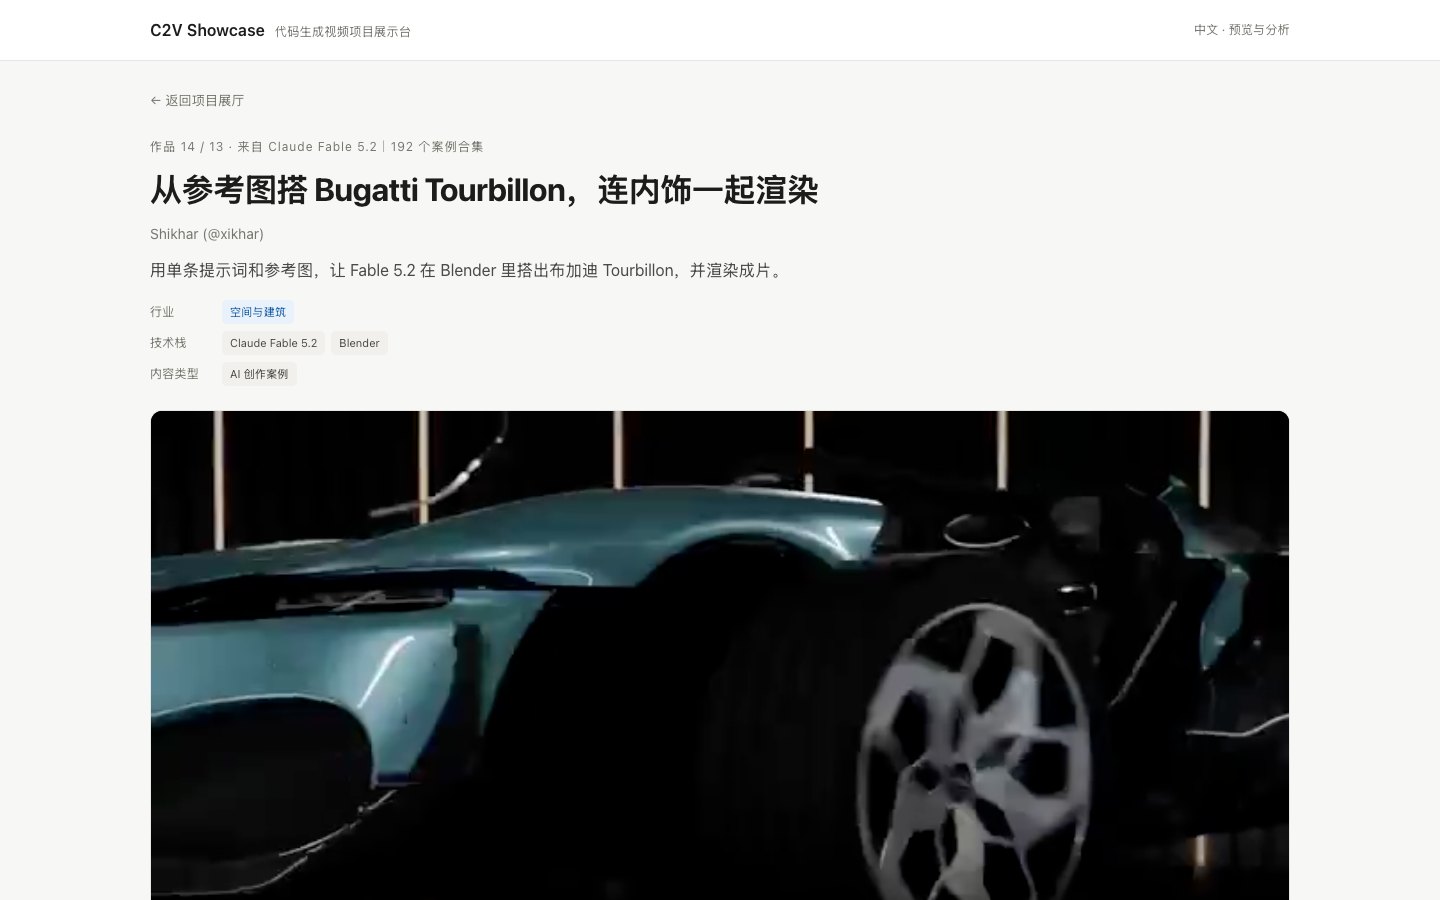 C2V Showcase 代码生成视频项目展示台
中文 · 预览与分析
← 返回项目展厅
作品 14 / 13 · 来自 Claude Fable 5.2｜192 个案例合集
从参考图搭 Bugatti Tourbillon，连内饰一起渲染
Shikhar (@xikhar)
用单条提示词和参考图，让 Fable 5.2 在 Blender 里搭出布加迪 Tourbillon，并渲染成片。
行业 空间与建筑
技术栈 Claude Fable 5.2 Blender
内容类型 AI 创作案例